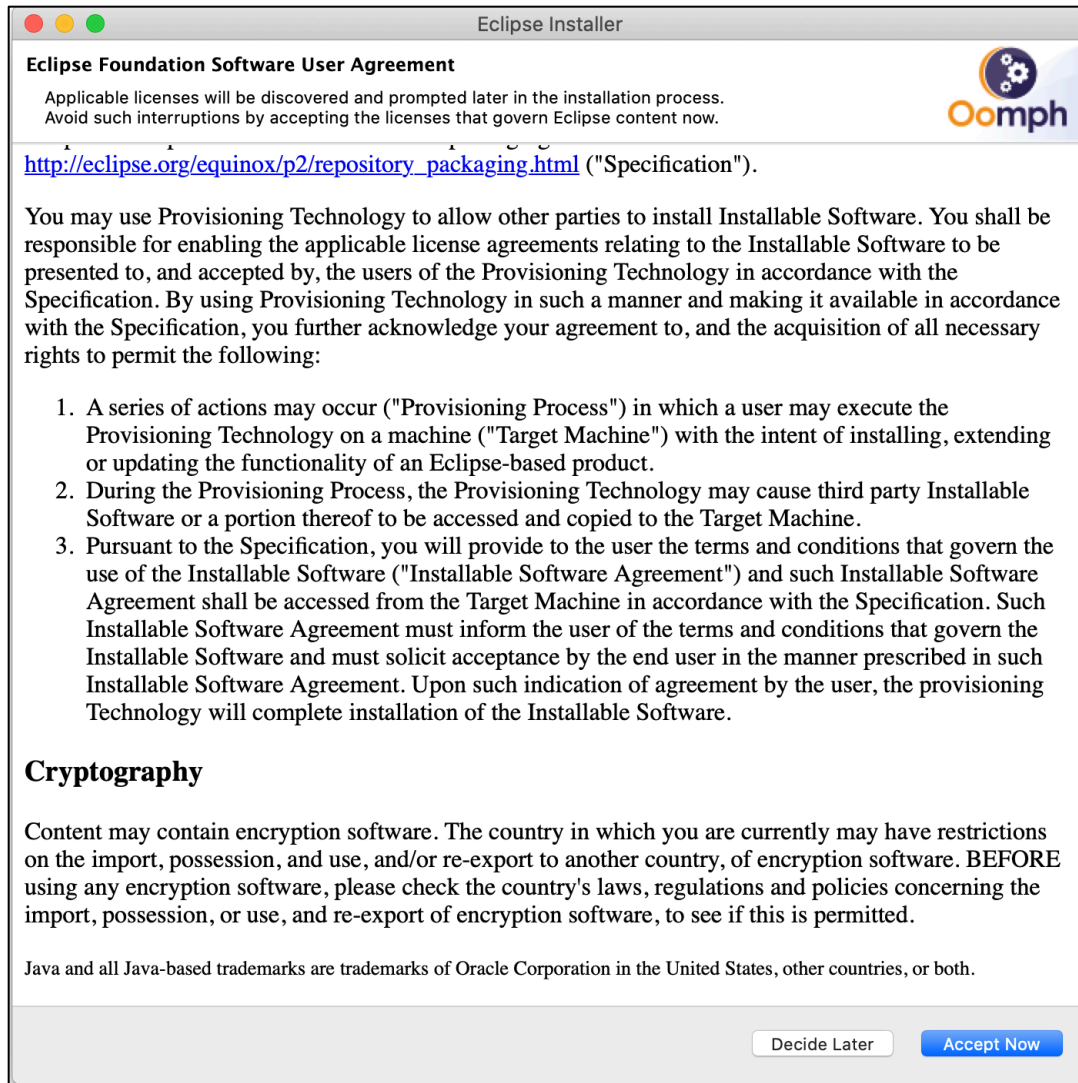 Eclipse Installer
Eclipse Foundation Software User Agreement
Applicable licenses will be discovered and prompted later in the installation process.
Avoid such interruptions by accepting the licenses that govern Eclipse content now.
Oomph
http://eclipse.org/equinox/p2/repository_packaging.html ("Specification").
You may use Provisioning Technology to allow other parties to install Installable Software. You shall be
responsible for enabling the applicable license agreements relating to the Installable Software to be
presented to, and accepted by, the users of the Provisioning Technology in accordance with the
Specification. By using Provisioning Technology in such a manner and making it available in accordance
with the Specification, you further acknowledge your agreement to, and the acquisition of all necessary
rights to permit the following:
1. A series of actions may occur ("Provisioning Process") in which a user may execute the
Provisioning Technology on a machine ("Target Machine") with the intent of installing, extending
or updating the functionality of an Eclipse-based product.
2. During the Provisioning Process, the Provisioning Technology may cause third party Installable
Software or a portion thereof to be accessed and copied to the Target Machine.
3. Pursuant to the Specification, you will provide to the user the terms and conditions that govern the
use of the Installable Software ("Installable Software Agreement") and such Installable Software
Agreement shall be accessed from the Target Machine in accordance with the Specification. Such
Installable Software Agreement must inform the user of the terms and conditions that govern the
Installable Software and must solicit acceptance by the end user in the manner prescribed in such
Installable Software Agreement. Upon such indication of agreement by the user, the provisioning
Technology will complete installation of the Installable Software.
Cryptography
Content may contain encryption software. The country in which you are currently may have restrictions
on the import, possession, and use, and/or re-export to another country, of encryption software. BEFORE
using any encryption software, please check the country's laws, regulations and policies concerning the
import, possession, or use, and re-export of encryption software, to see if this is permitted.
Java and all Java-based trademarks are trademarks of Oracle Corporation in the United States, other countries, or both.
Decide Later
Accept Now